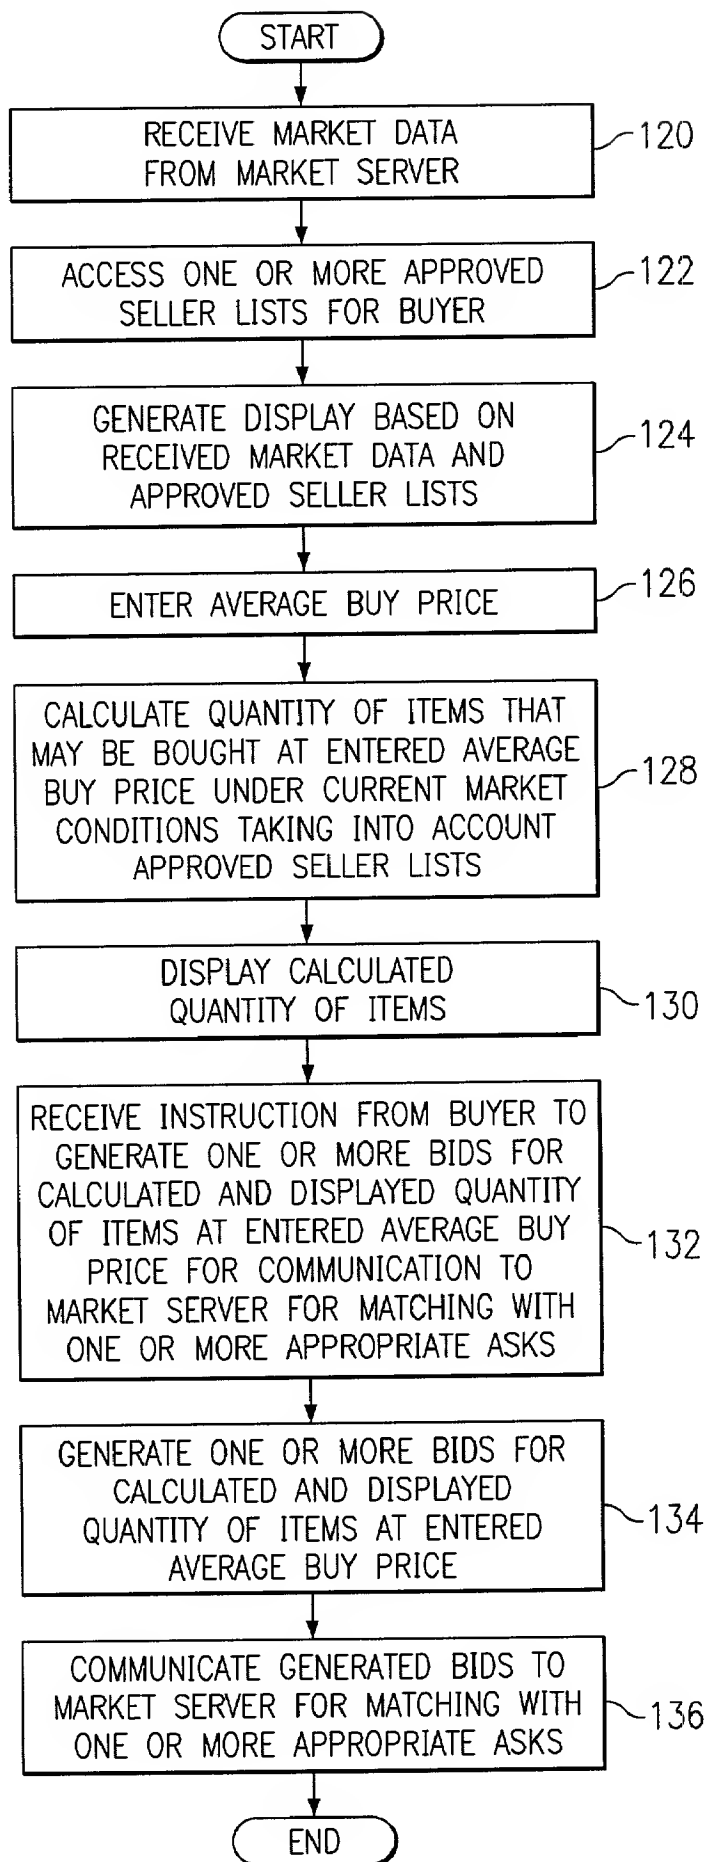 START
RECEIVE MARKET DATA
FROM MARKET SERVER
120
ACCESS ONE OR MORE APPROVED
SELLER LISTS FOR BUYER
122
GENERATE DISPLAY BASED ON
RECEIVED MARKET DATA AND
APPROVED SELLER LISTS
124
ENTER AVERAGE BUY PRICE
126
CALCULATE QUANTITY OF ITEMS THAT
MAY BE BOUGHT AT ENTERED AVERAGE
BUY PRICE UNDER CURRENT MARKET
CONDITIONS TAKING INTO ACCOUNT
APPROVED SELLER LISTS
128
DISPLAY CALCULATED
QUANTITY OF ITEMS
130
RECEIVE INSTRUCTION FROM BUYER TO
GENERATE ONE OR MORE BIDS FOR
CALCULATED AND DISPLAYED QUANTITY
OF ITEMS AT ENTERED AVERAGE BUY
PRICE FOR COMMUNICATION TO
MARKET SERVER FOR MATCHING WITH
ONE OR MORE APPROPRIATE ASKS
132
GENERATE ONE OR MORE BIDS FOR
CALCULATED AND DISPLAYED
QUANTITY OF ITEMS AT ENTERED
AVERAGE BUY PRICE
134
COMMUNICATE GENERATED BIDS TO
MARKET SERVER FOR MATCHING WITH
ONE OR MORE APPROPRIATE ASKS
136
END